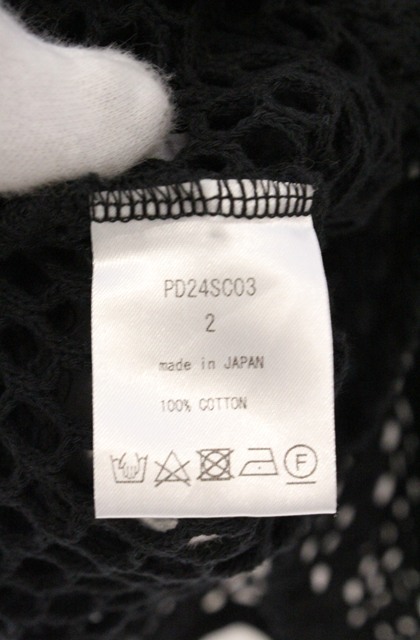 PD24SC03
2
made in JAPAN
100% COTTON
F